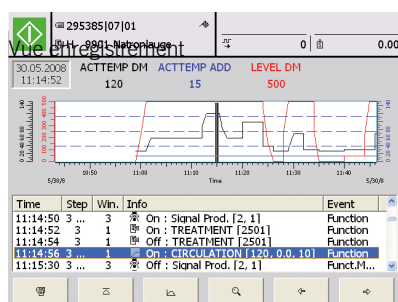 295385|07|01
Vue enregistrement
H_ 9901 Natronlauge
0
0.00
30.05.2008
11:14:52
ACTTEMP DM ACTTEMP ADD LEVEL DM
120 15 500
10:50 11:00 11:10 11:20 11:30 11:40
5/30/8 Time 5/30/8
Time Step Win. Info Event
11:14:50 3 ... 3 On : Signal Prod. [2, 1] Function
11:14:52 3 1 On : TREATMENT [2501] Function
11:14:54 3 1 Off : TREATMENT [2501] Function
11:14:56 3 ... 1 On : CIRCULATION [120, 0.0, 10] Function
11:15:30 3 ... 3 Off : Signal Prod. [2, 1] Funct.M...